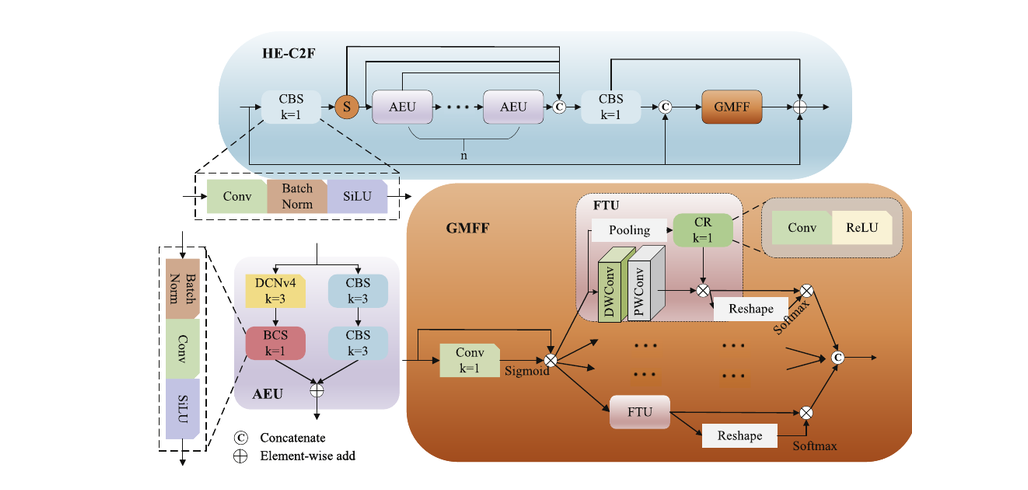 HE-C2F
CBS
k=1
S
AEU
AEU
C
CBS
k=1
C
GMFF
n
Conv
Batch
Norm
SiLU
GMFF
FTU
Pooling
CR
k=1
Conv
ReLU
DWConv
PWConv
Reshape
Softmax
Batch
Norm
Conv
SiLU
DCNv4
k=3
CBS
k=3
BCS
k=1
CBS
k=3
AEU
Conv
k=1
Sigmoid
C
FTU
Reshape
Softmax
C Concatenate
Element-wise add